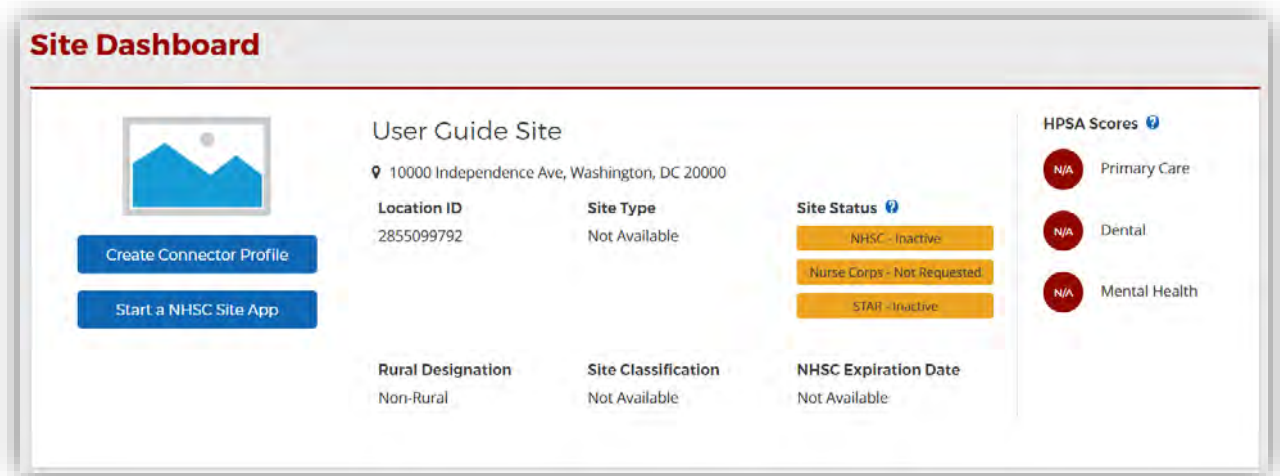 Site Dashboard
Create Connector Profile
Start a NHSC Site App
User Guide Site
10000 Independence Ave, Washington, DC 20000
Location ID
2855099792
Site Type
Not Available
Site Status
NHSC - Inactive
Nurse Corps - Not Requested
STAR - Inactive
Rural Designation
Non-Rural
Site Classification
Not Available
NHSC Expiration Date
Not Available
HPSA Scores
N/A Primary Care
N/A Dental
N/A Mental Health